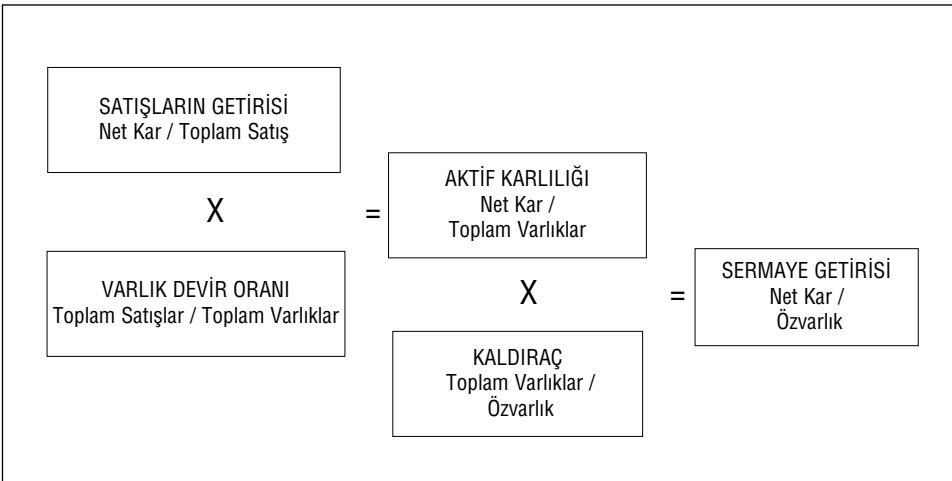 SATIŞLARIN GETİRİSİ
Net Kar / Toplam Satış
X
VARLIK DEVİR ORANI
Toplam Satışlar / Toplam Varlıklar
=
AKTİF KARLILIĞI
Net Kar /
Toplam Varlıklar
X
KALDIRAÇ
Toplam Varlıklar /
Özvarlık
=
SERMAYE GETİRİSİ
Net Kar /
Özvarlık